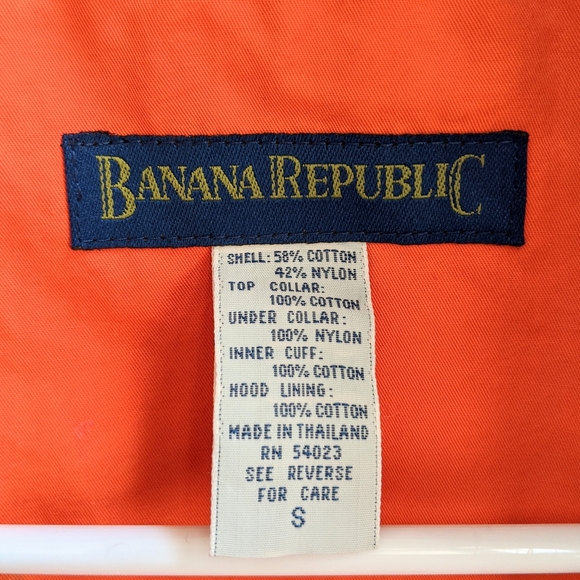 BANANA REPUBLIC
SHELL: 58% COTTON
42% NYLON
TOP COLLAR:
100% COTTON
UNDER COLLAR:
100% NYLON
INNER CUFF:
100% COTTON
HOOD LINING:
100% COTTON
MADE IN THAILAND
RN 54023
SEE REVERSE
FOR CARE
S